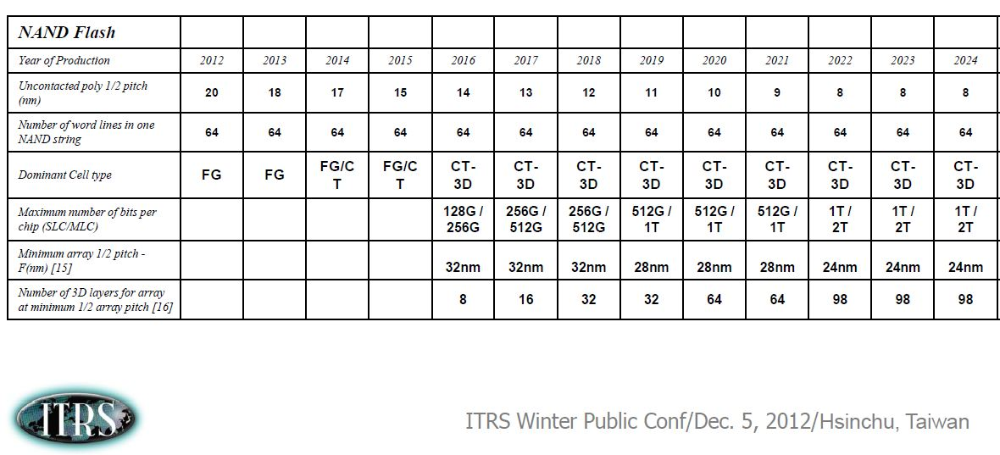 NAND Flash
Year of Production 2012 2013 2014 2015 2016 2017 2018 2019 2020 2021 2022 2023 2024
Uncontacted poly 1/2 pitch
(nm) 20 18 17 15 14 13 12 11 10 9 8 8 8
Number of word lines in one
NAND string 64 64 64 64 64 64 64 64 64 64 64 64 64
Dominant Cell type FG FG FG/C FG/C CT- CT- CT- CT- CT- CT- CT- CT- CT-
T T 3D 3D 3D 3D 3D 3D 3D 3D 3D
Maximum number of bits per 128G / 256G / 256G / 512G / 512G / 512G / 1T / 1T / 1T /
chip (SLC/MLC) 256G 512G 512G 1T 1T 1T 2T 2T 2T
Minimum array 1/2 pitch -
F(nm) [15] 32nm 32nm 32nm 28nm 28nm 28nm 24nm 24nm 24nm
Number of 3D layers for array
at minimum 1/2 array pitch [16] 8 16 32 32 64 64 98 98 98
ITRS
ITRS Winter Public Conf/Dec. 5, 2012/Hsinchu, Taiwan